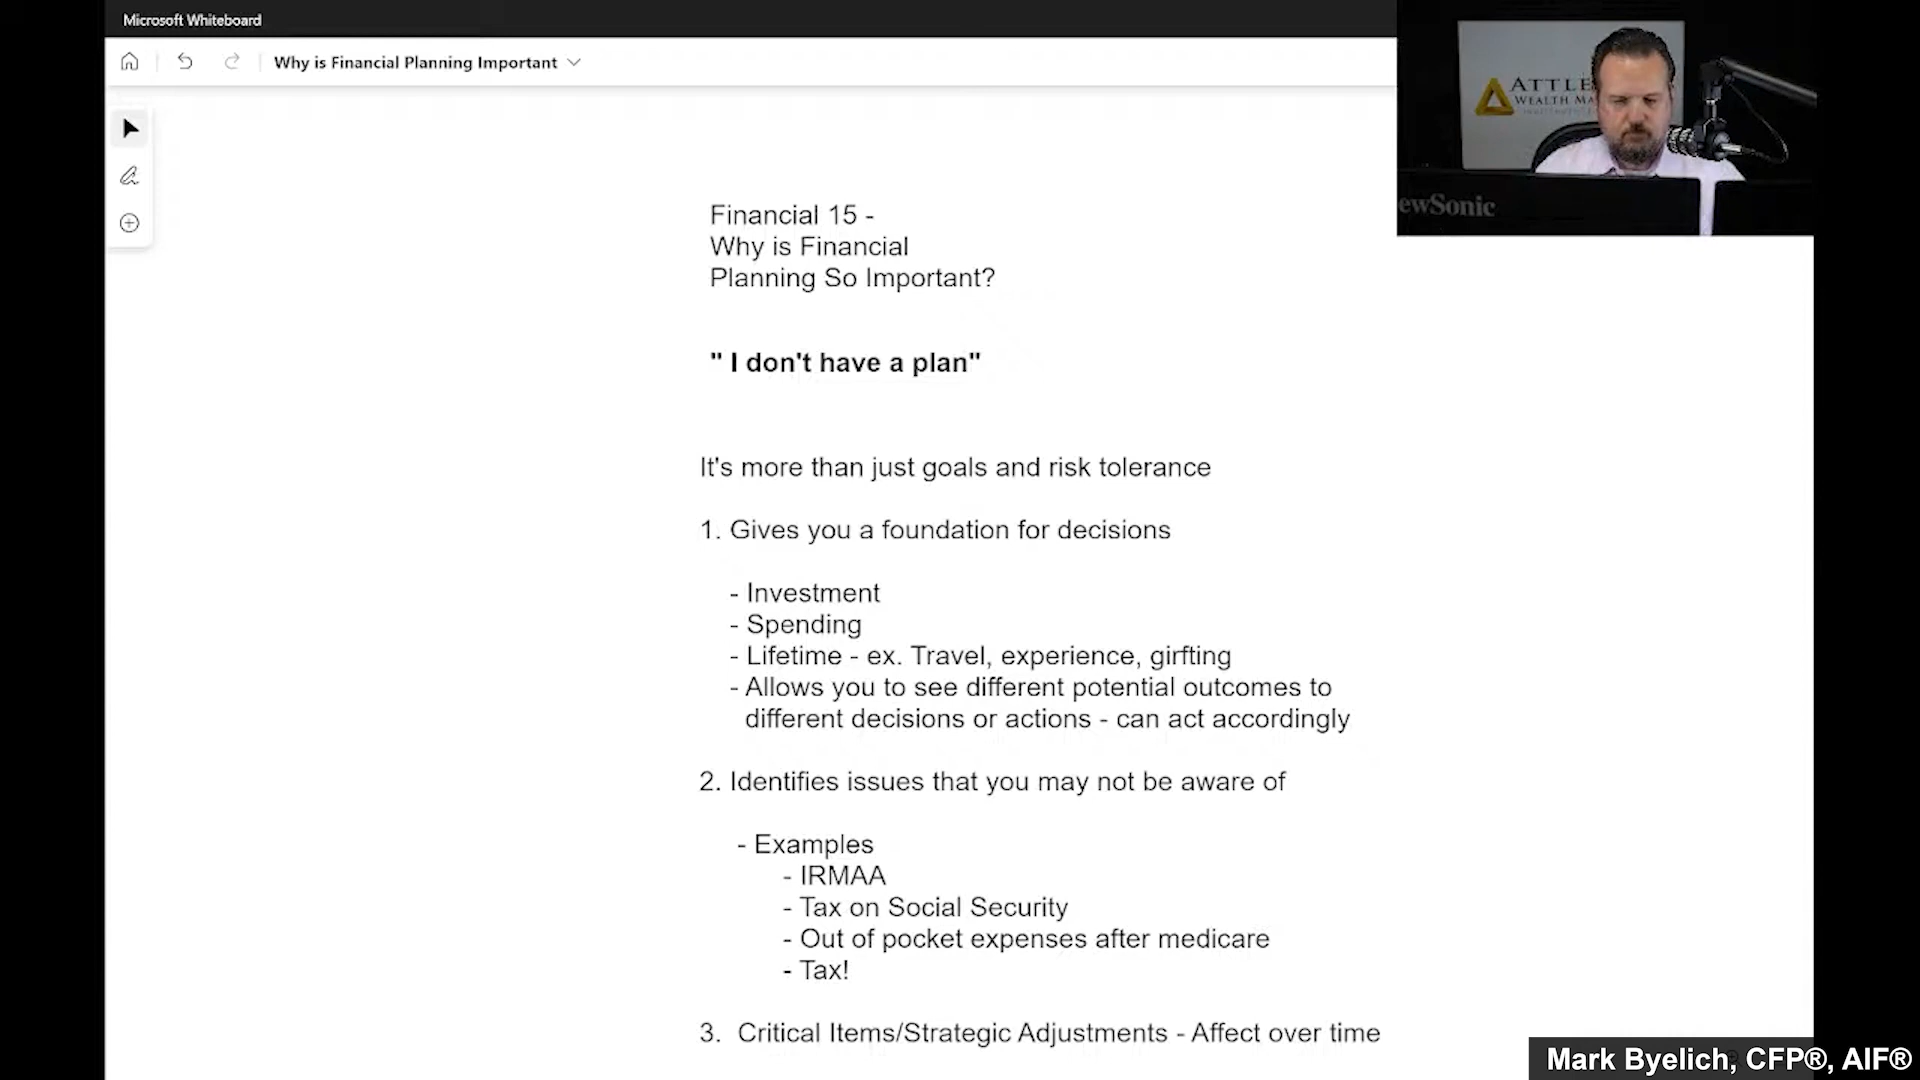 Microsoft Whiteboard
Why is Financial Planning Important
ATTLE
WEALTH MA
ewSonic
Financial 15 -
Why is Financial
Planning So Important?
" I don't have a plan"
It's more than just goals and risk tolerance
1. Gives you a foundation for decisions
- Investment
- Spending
- Lifetime - ex. Travel, experience, girfting
- Allows you to see different potential outcomes to
different decisions or actions - can act accordingly
2. Identifies issues that you may not be aware of
- Examples
- IRMAA
- Tax on Social Security
- Out of pocket expenses after medicare
- Tax!
3. Critical Items/Strategic Adjustments - Affect over time
Mark Byelich, CFP®, AIF®